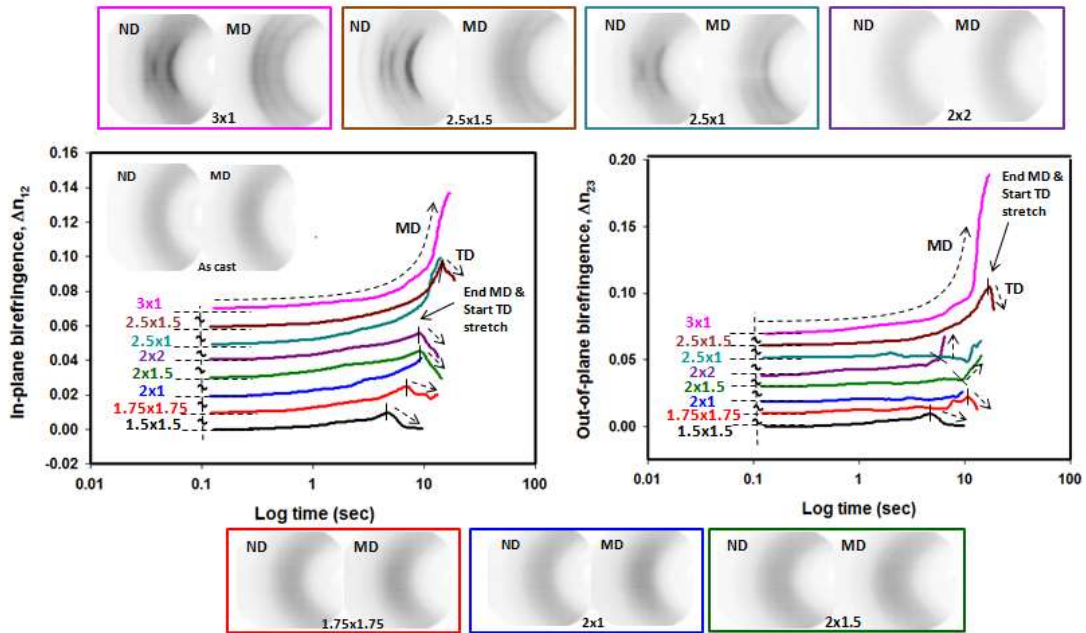 ND MD
3x1
ND MD
2.5x1.5
ND MD
2.5x1
ND MD
2x2
In-plane birefringence, Δn12
0.16
0.14
0.12
0.10
0.08
0.06
0.04
0.02
0.00
-0.02
ND MD
As cast
MD
TD
End MD &
Start TD
stretch
3x1
2.5x1.5
2.5x1
2x2
2x1.5
2x1
1.75x1.75
1.5x1.5
0.01 0.1 1 10 100
Log time (sec)
Out-of-plane birefringence, Δn23
0.20
0.15
0.10
0.05
0.00
End MD &
Start TD
stretch
MD
TD
3x1
2.5x1.5
2.5x1
2x2
2x1.5
2x1
1.75x1.75
1.5x1.5
0.01 0.1 1 10 100
Log time (sec)
ND MD
1.75x1.75
ND MD
2x1
ND MD
2x1.5